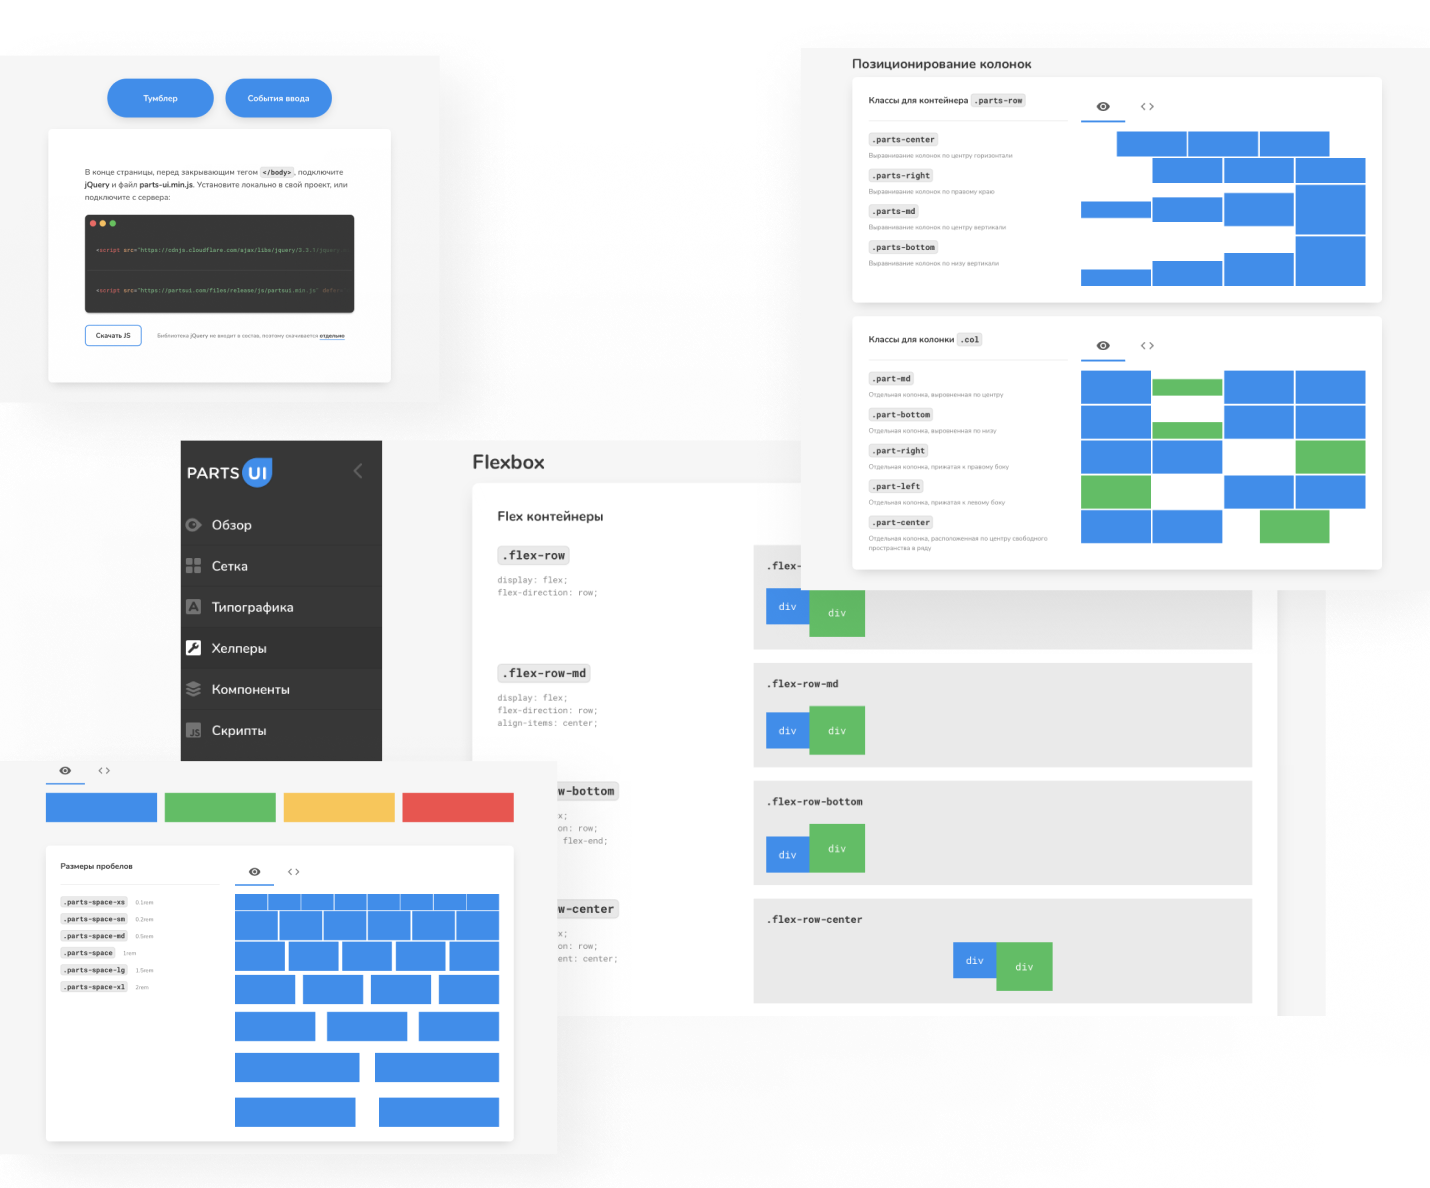 Тумблер
События ввода
В конце страницы, перед закрывающим тегом </body>, подключите
jQuery и файл parts-ui.min.js. Установите локально в свой проект, или
подключите с сервера:
<script src="https://cdnjs.cloudflare.com/ajax/libs/jquery/3.3.1/jquery.
<script src="https://partsui.com/files/release/js/partsui.min.js" defer>
Скачать JS
Библиотека jQuery не входит в состав, поэтому скачивается отдельно
Позиционирование колонок
Классы для контейнера .parts-row
.parts-center
Выравнивание колонок по центру горизонтали
.parts-right
Выравнивание колонок по правому краю
.parts-md
Выравнивание колонок по центру вертикали
.parts-bottom
Выравнивание колонок по низу вертикали
Классы для колонки .col
.part-md
Отдельная колонка, выровненная по центру
.part-bottom
Отдельная колонка, выровненная по низу
.part-right
Отдельная колонка, прижатая к правому боку
.part-left
Отдельная колонка, прижатая к левому боку
.part-center
Отдельная колонка, расположенная по центру свободного
пространства в ряду
PARTS UI
Обзор
Сетка
Типографика
Хелперы
Компоненты
JS Скрипты
Flexbox
Flex контейнеры
.flex-row
display: flex;
flex-direction: row;
.flex-
div
div
.flex-row-md
display: flex;
flex-direction: row;
align-items: center;
.flex-row-md
div
div
w-bottom
x;
on: row;
flex-end;
.flex-row-bottom
div
div
w-center
x;
on: row;
ent: center;
.flex-row-center
div
div
Размеры пробелов
.parts-space-xs 0.1rem
.parts-space-sm 0.2rem
.parts-space-md 0.5rem
.parts-space 1rem
.parts-space-lg 1.5rem
.parts-space-xl 2rem